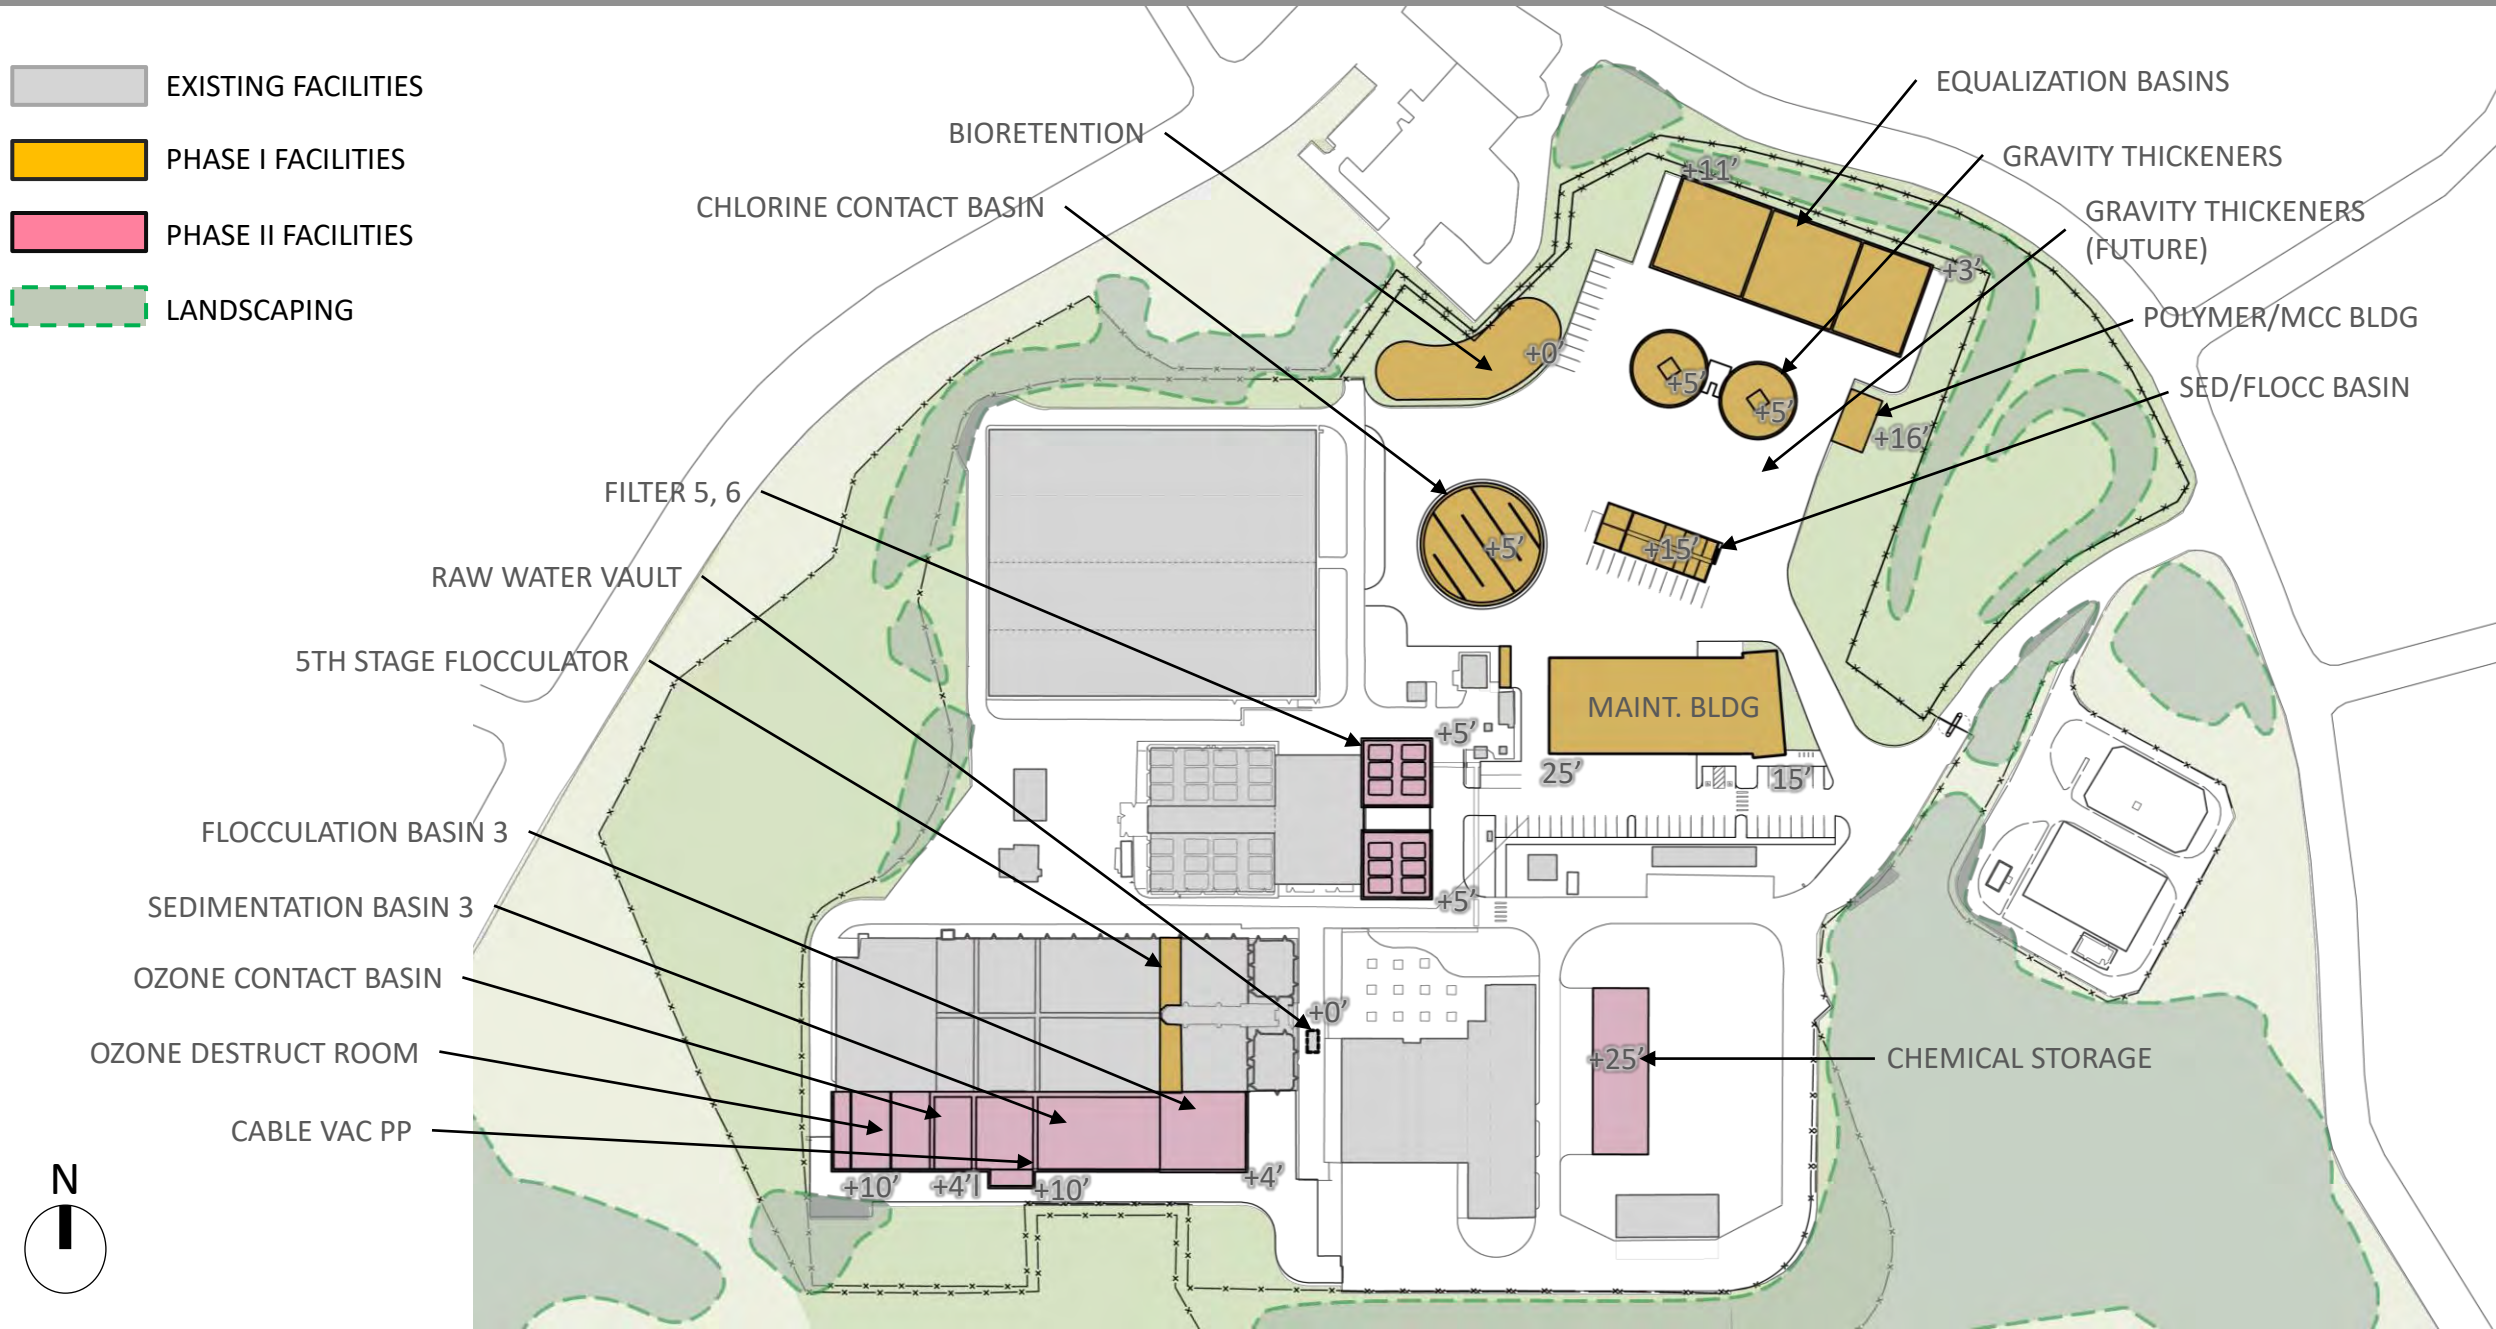 EXISTING FACILITIES
PHASE I FACILITIES
PHASE II FACILITIES
LANDSCAPING
BIORETENTION
CHLORINE CONTACT BASIN
FILTER 5, 6
RAW WATER VAULT
5TH STAGE FLOCCULATOR
FLOCCULATION BASIN 3
SEDIMENTATION BASIN 3
OZONE CONTACT BASIN
OZONE DESTRUCT ROOM
CABLE VAC PP
N
EQUALIZATION BASINS
GRAVITY THICKENERS
GRAVITY THICKENERS
(FUTURE)
POLYMER/MCC BLDG
SED/FLOCC BASIN
CHEMICAL STORAGE
+11'
+3'
+0'
+5'
+5'
+16'
+5'
+15'
MAINT. BLDG
+5'
25'
15'
+5'
+0'
+25'
+10'
+4'
+10'
+4'